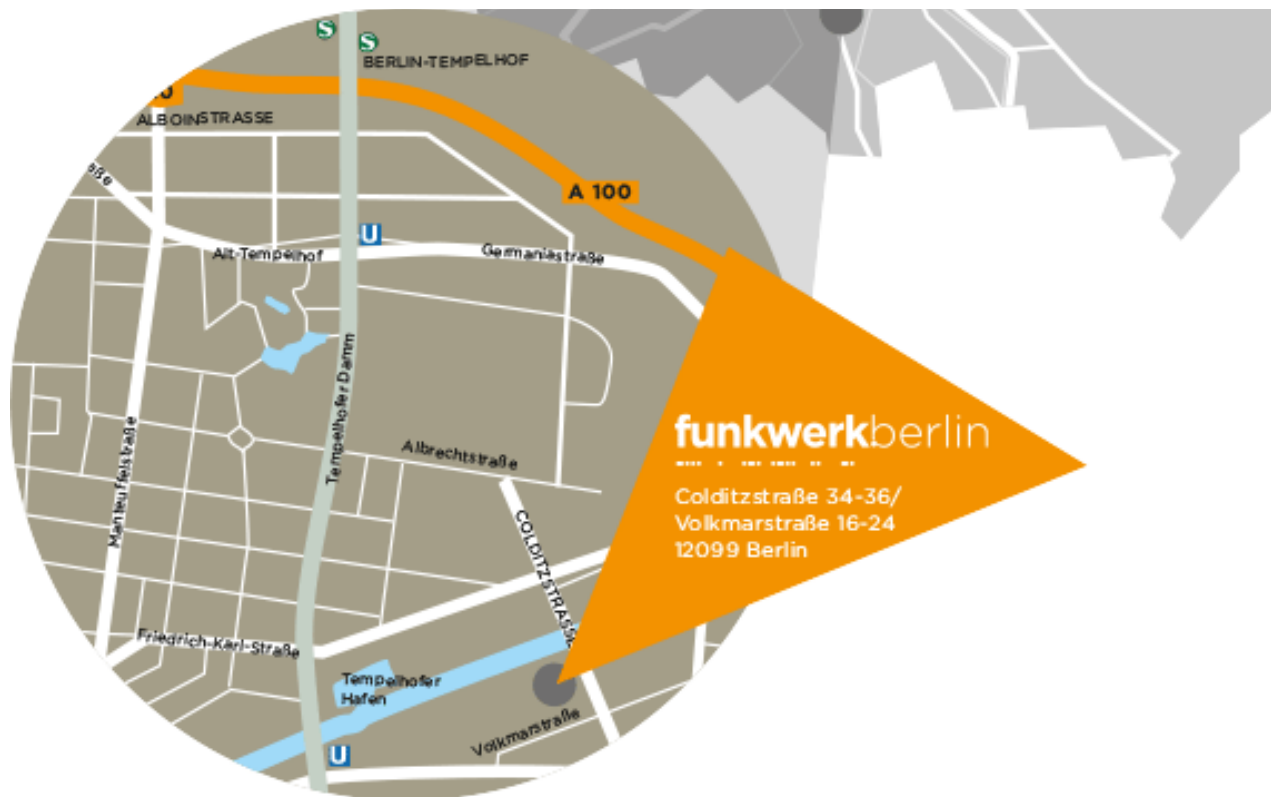 S
S
BERLIN-TEMPELHOF
ALBOINSTRASSE
A 100
U
Alt-Tempelhof
Germaniastraße
Tempelhofer Damm
Manteuffelstraße
Albrechtstraße
funkwerkberlin
Colditzstraße 34-36/
Volkmarstraße 16-24
12099 Berlin
COLDITZSTRASSE
Friedrich-Karl-Straße
Tempelhofer
Hafen
Volkmarstraße
U